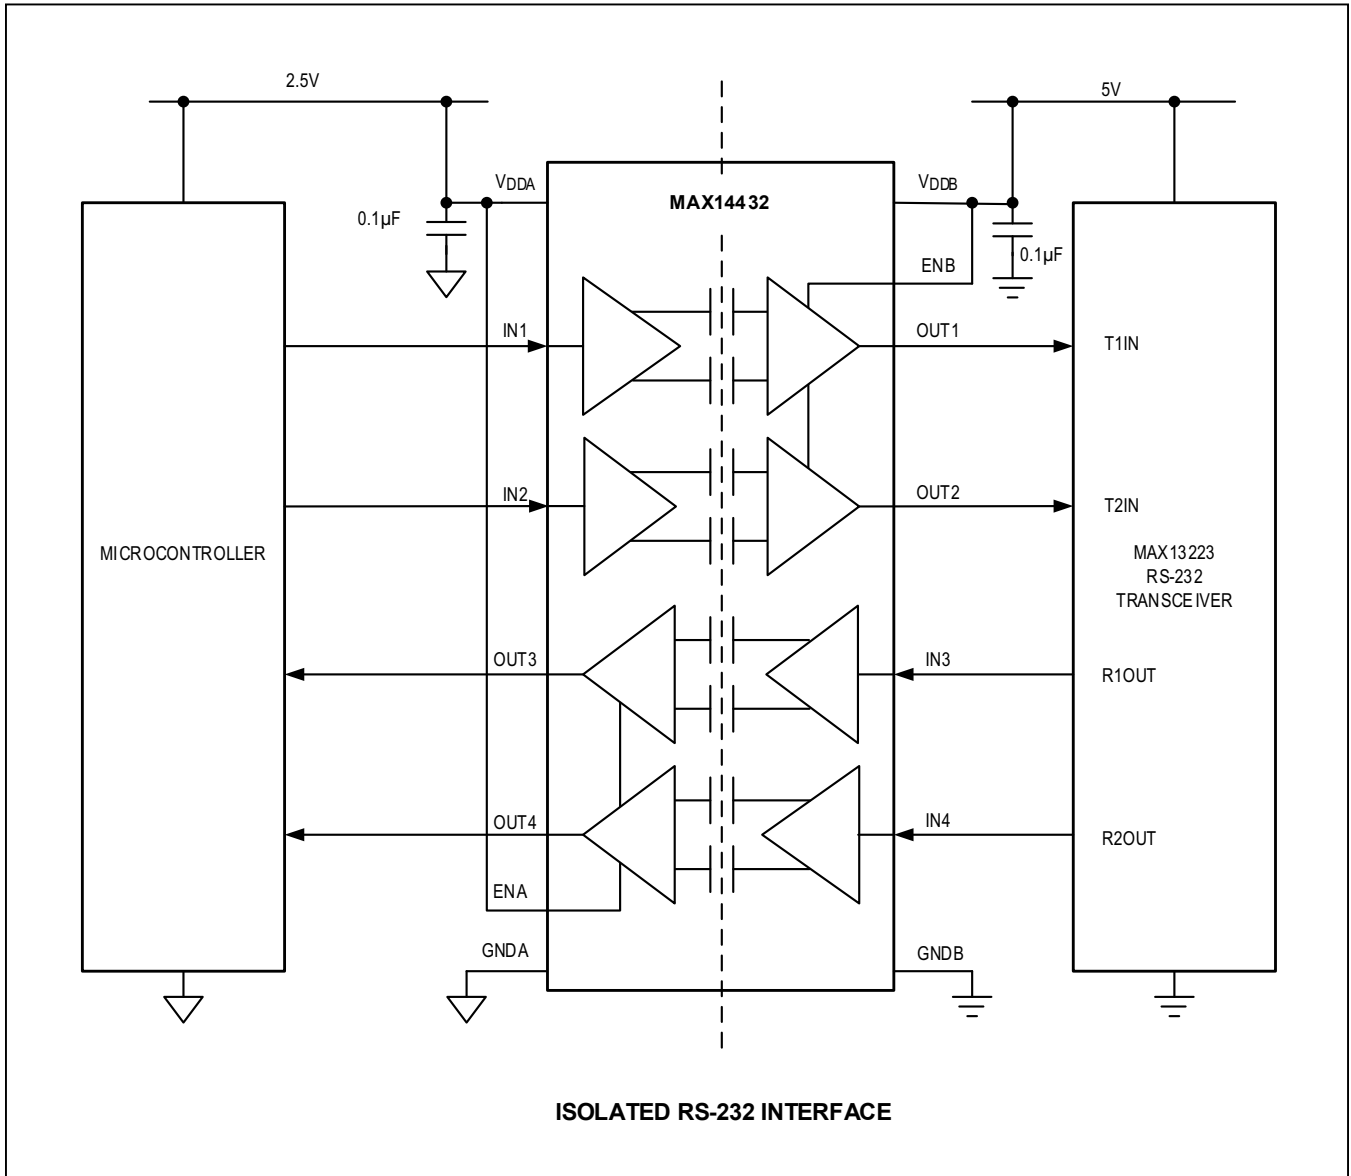 2.5V
5V
VDDA
VDDB
MAX14432
0.1µF
0.1µF
ENB
IN1
OUT1
T1IN
IN2
OUT2
T2IN
MICROCONTROLLER
MAX13223
RS-232
TRANSCEIVER
OUT3
IN3
R1OUT
OUT4
IN4
R2OUT
ENA
GNDA
GNDB
ISOLATED RS-232 INTERFACE